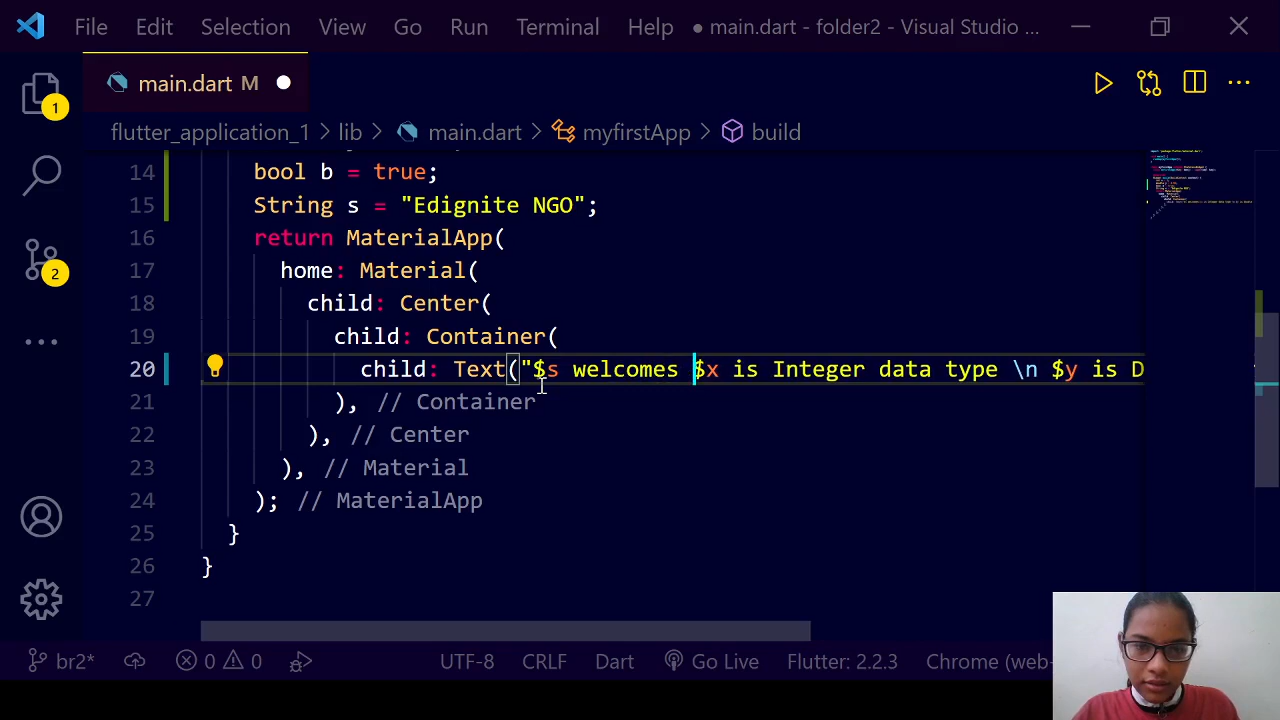 File Edit Selection View Go Run Terminal Help ● main.dart - folder2 - Visual Studio ...
main.dart M
flutter_application_1 > lib > main.dart > myfirstApp > build
14 bool b = true;
15 String s = "Edignite NGO";
16 return MaterialApp(
17 home: Material(
18 child: Center(
19 child: Container(
20 child: Text("$s welcomes $x is Integer data type \n $y is D
21 ), // Container
22 ), // Center
23 ), // Material
24 ); // MaterialApp
25 }
26 }
27
1
2
br2* 0 0 UTF-8 CRLF Dart Go Live Flutter: 2.2.3 Chrome (web-